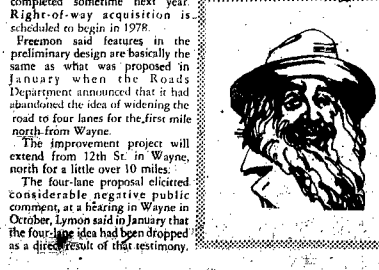 completed sometime next year.
Right-of-way acquisition is
scheduled to begin in 1978.
Freemon said features in the
preliminary design are basically the
same as what was proposed in
January when the Roads
Department announced that it had
abandoned the idea of widening the
road to four lanes for the first mile
north from Wayne.
The improvement project will
extend from 12th St. in Wayne,
north for a little over 10 miles.
The four-lane proposal elicitted
considerable negative public
comment, at a hearing in Wayne in
October, Lymon said in January that
the four-lane idea had been dropped
as a direct result of that testimony.